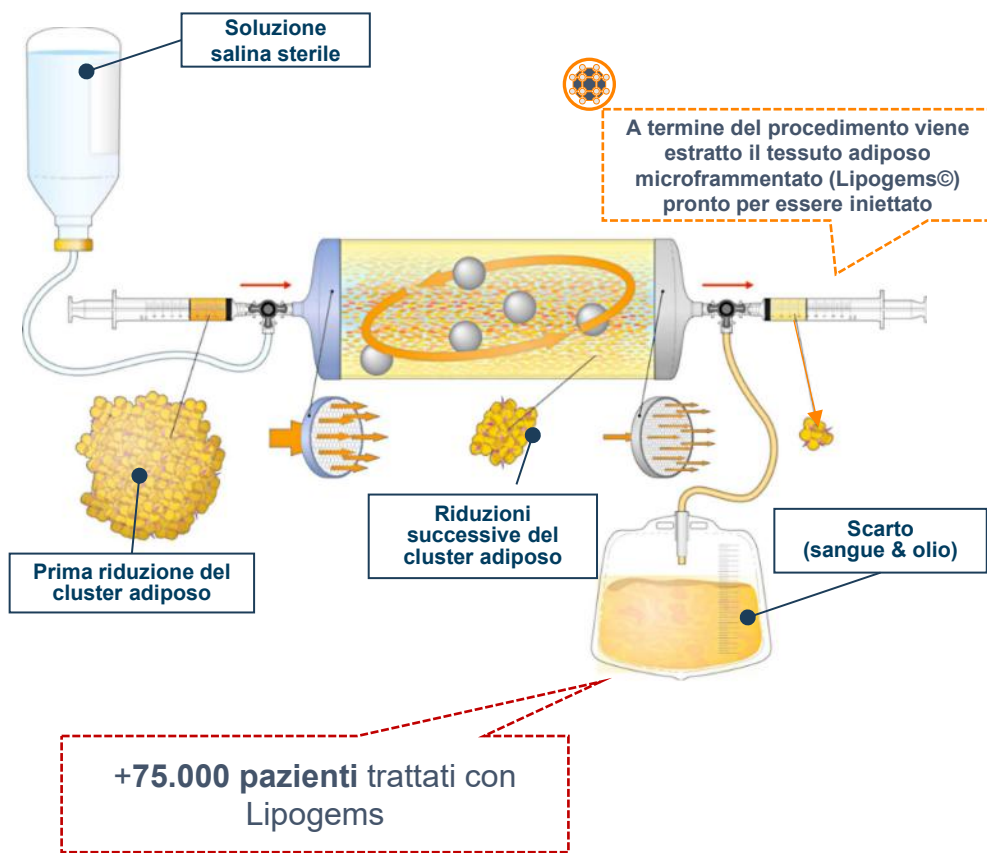 Soluzione
salina sterile
A termine del procedimento viene
estratto il tessuto adiposo
microframmentato (Lipogems©)
pronto per essere iniettato
Riduzioni
successive del
cluster adiposo
Scarto
(sangue & olio)
Prima riduzione del
cluster adiposo
+75.000 pazienti trattati con
Lipogems